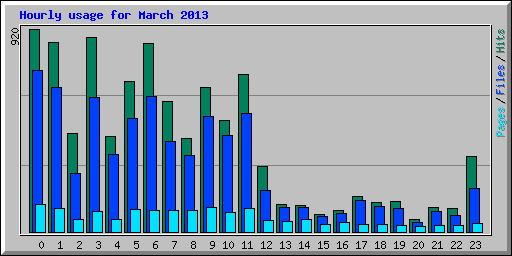 Hourly usage for March 2013
920
Pages/Files/Hits
0 1 2 3 4 5 6 7 8 9 10 11 12 13 14 15 16 17 18 19 20 21 22 23